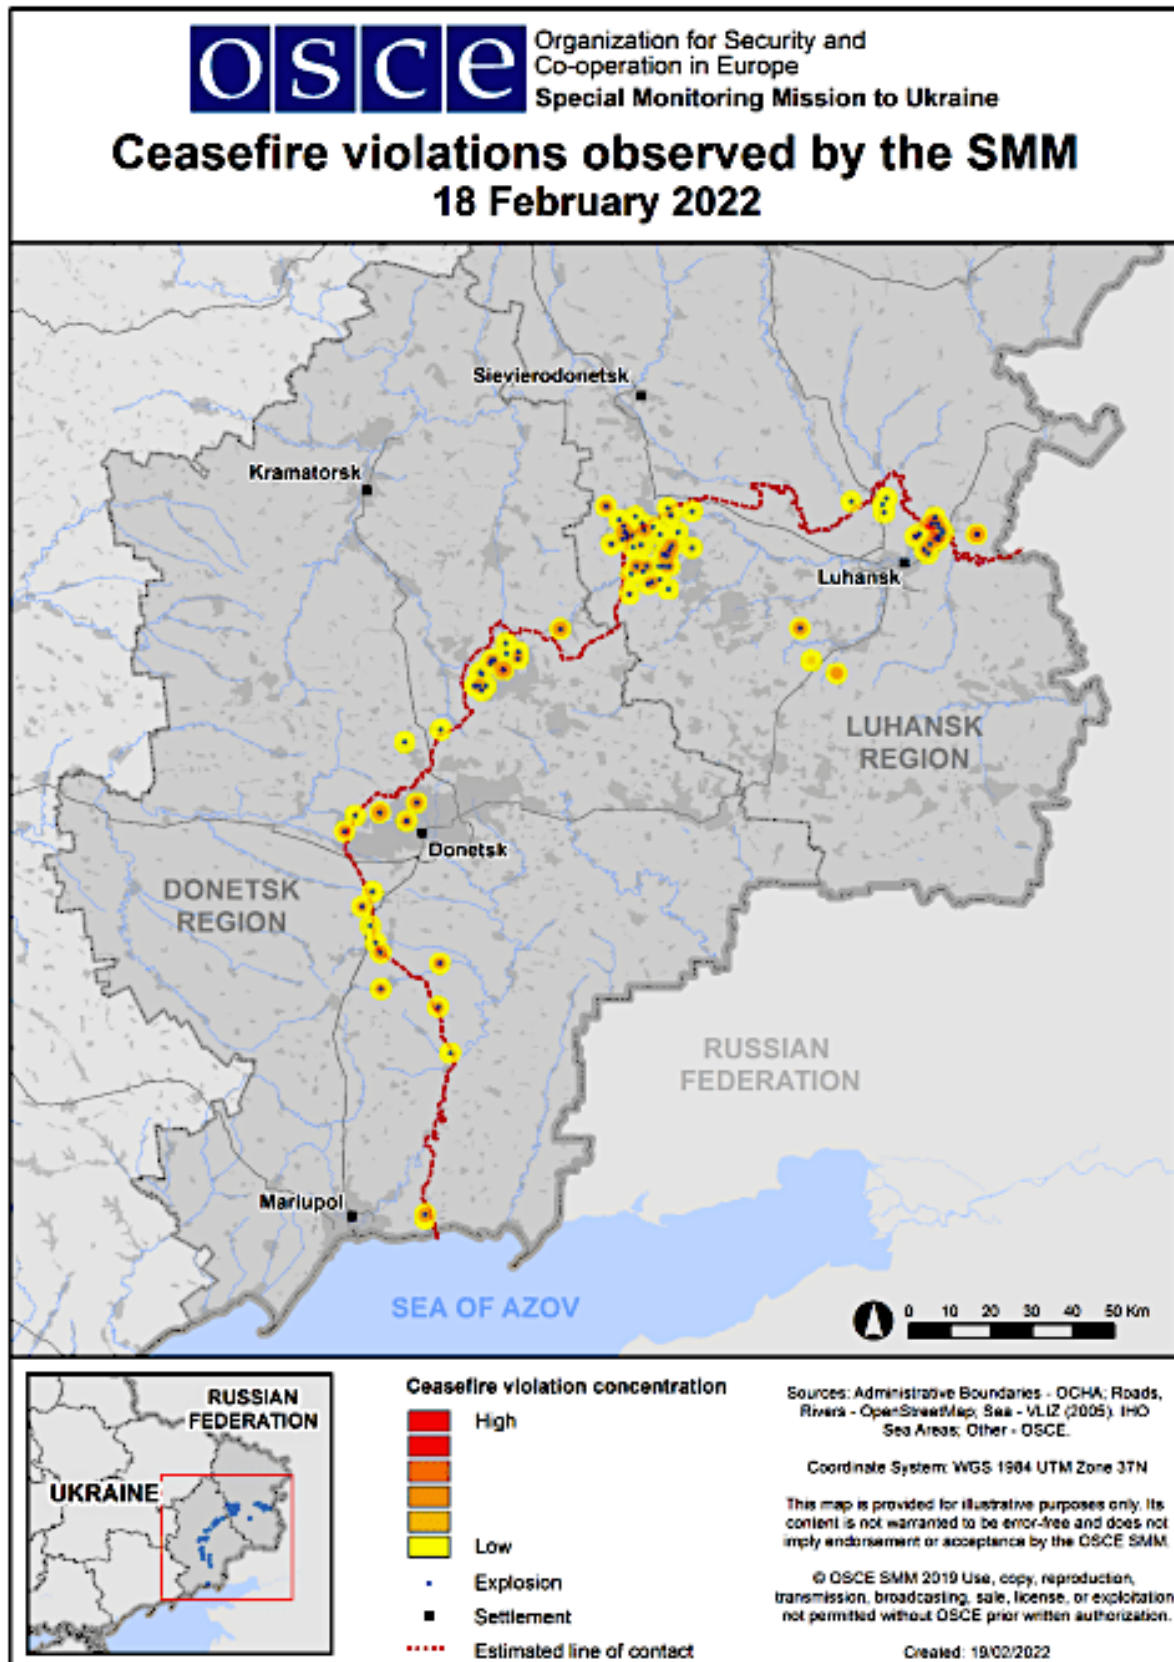 osce
Organization for Security and
Co-operation in Europe
Special Monitoring Mission to Ukraine
Ceasefire violations observed by the SMM
18 February 2022
Sievierodonetsk
Kramatorsk
Luhansk
LUHANSK
REGION
Donetsk
DONETSK
REGION
RUSSIAN
FEDERATION
Mariupol
SEA OF AZOV
0 10 20 30 40 50 Km
RUSSIAN
FEDERATION
UKRAINE
Ceasefire violation concentration
High
Low
Explosion
Settlement
Estimated line of contact
Sources: Administrative Boundaries - OCHA; Roads,
Rivers - OpenStreetMap; Sea - VLIZ (2005). IHO
Sea Areas; Other - OSCE.
Coordinate System: WGS 1984 UTM Zone 37N
This map is provided for illustrative purposes only. Its
content is not warranted to be error-free and does not
imply endorsement or acceptance by the OSCE SMM.
© OSCE SMM 2019 Use, copy, reproduction,
transmission, broadcasting, sale, license, or exploitation
not permitted without OSCE prior written authorization.
Created: 19/02/2022